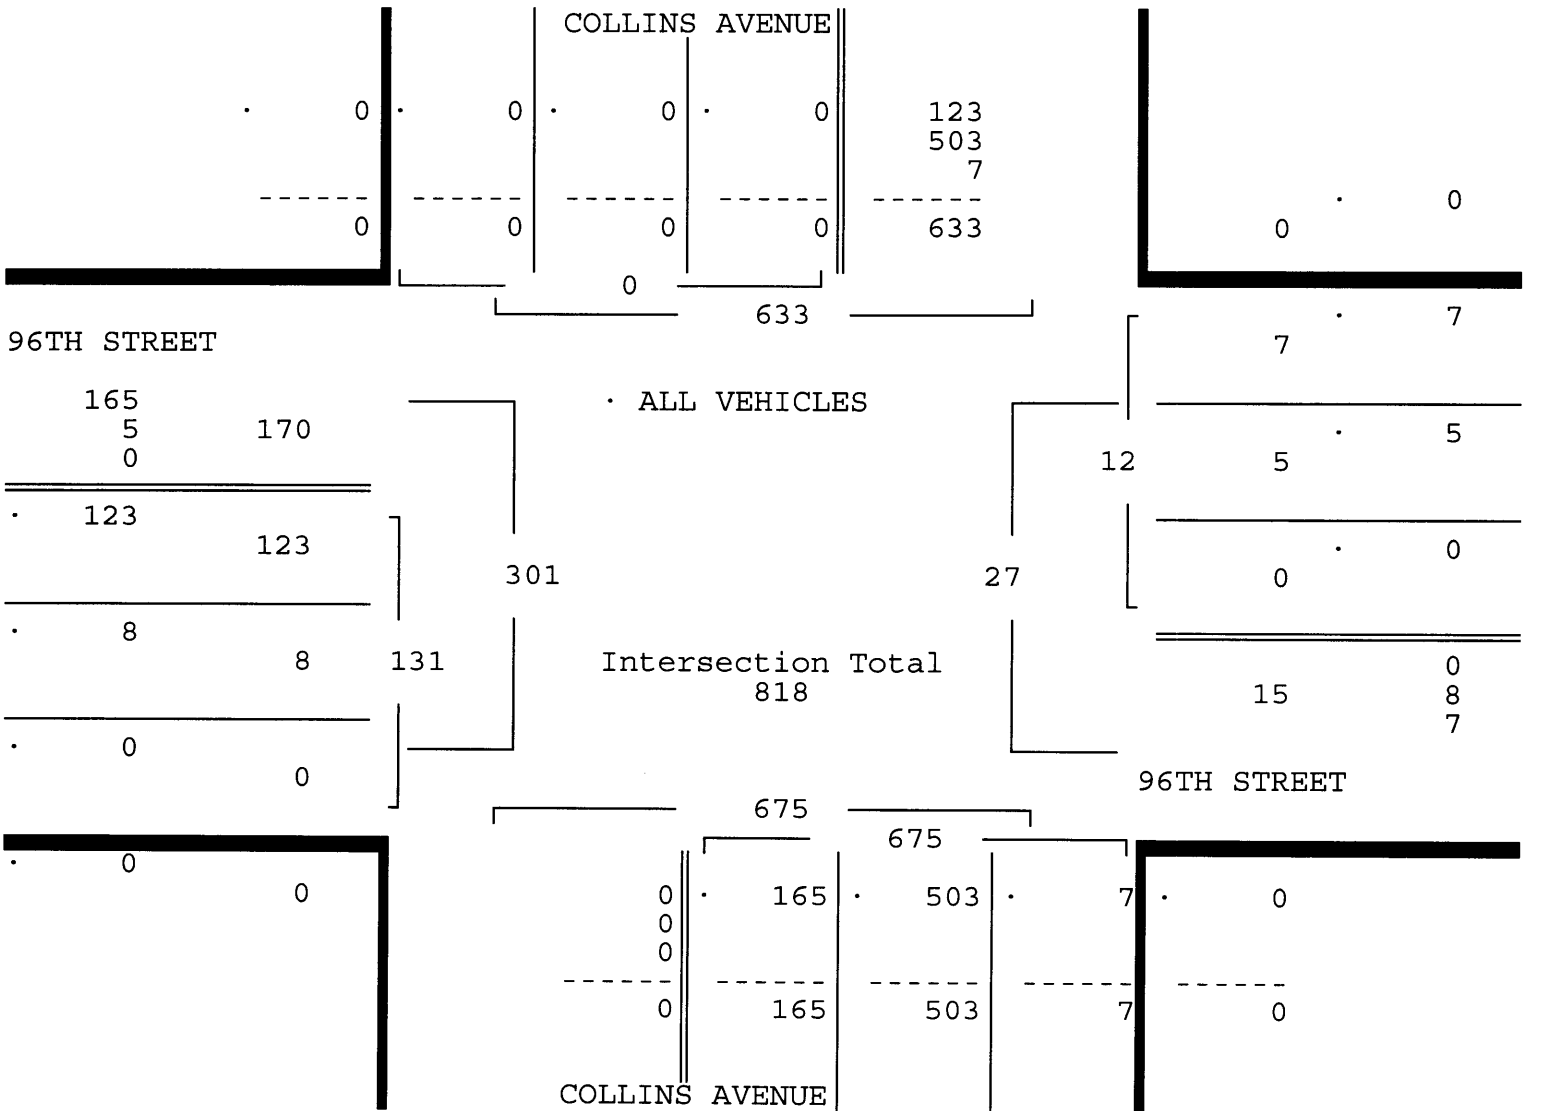 COLLINS AVENUE
· 0 · 0 · 0 · 0 123
503
7
------ ------ ------ ------ ------
· 0
0 0 0 0 633 0
0
633 · 7
96TH STREET 7
165 · ALL VEHICLES
5 170 · 5
0 12 5
· 123
123 · 0
301 27 0
· 8
8 131 Intersection Total 0
818 15 8
7
· 0
0 96TH STREET
675
675
· 0
0 0 · 165 · 503 · 7 · 0
0
0
------ ------ ------ ------ ------
0 165 503 7 0
COLLINS AVENUE